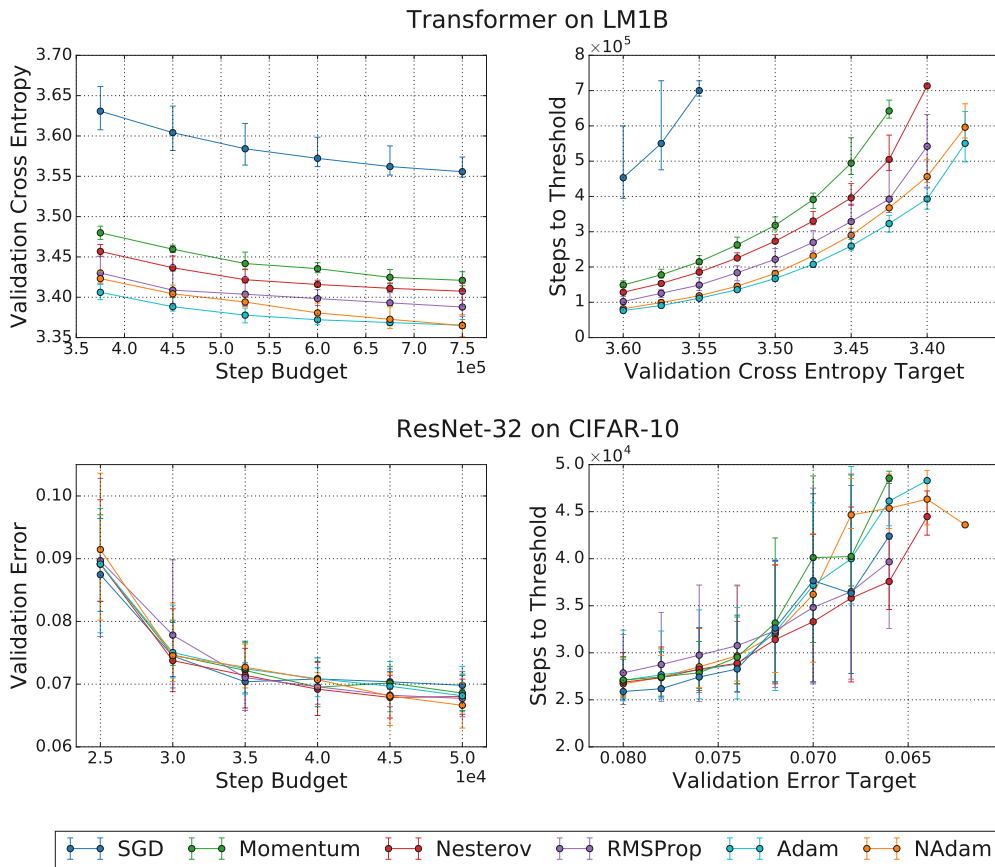 Transformer on LM1B
Validation Cross Entropy
3.70
3.65
3.60
3.55
3.50
3.45
3.40
3.35
3.5 4.0 4.5 5.0 5.5 6.0 6.5 7.0 7.5
1e5
Step Budget
×10⁵
Steps to Threshold
8
7
6
5
4
3
2
1
0
3.60 3.55 3.50 3.45 3.40
Validation Cross Entropy Target
ResNet-32 on CIFAR-10
Validation Error
0.10
0.09
0.08
0.07
0.06
2.5 3.0 3.5 4.0 4.5 5.0
1e4
Step Budget
×10⁴
Steps to Threshold
5.0
4.5
4.0
3.5
3.0
2.5
2.0
0.080 0.075 0.070 0.065
Validation Error Target
SGD Momentum Nesterov RMSProp Adam NAdam